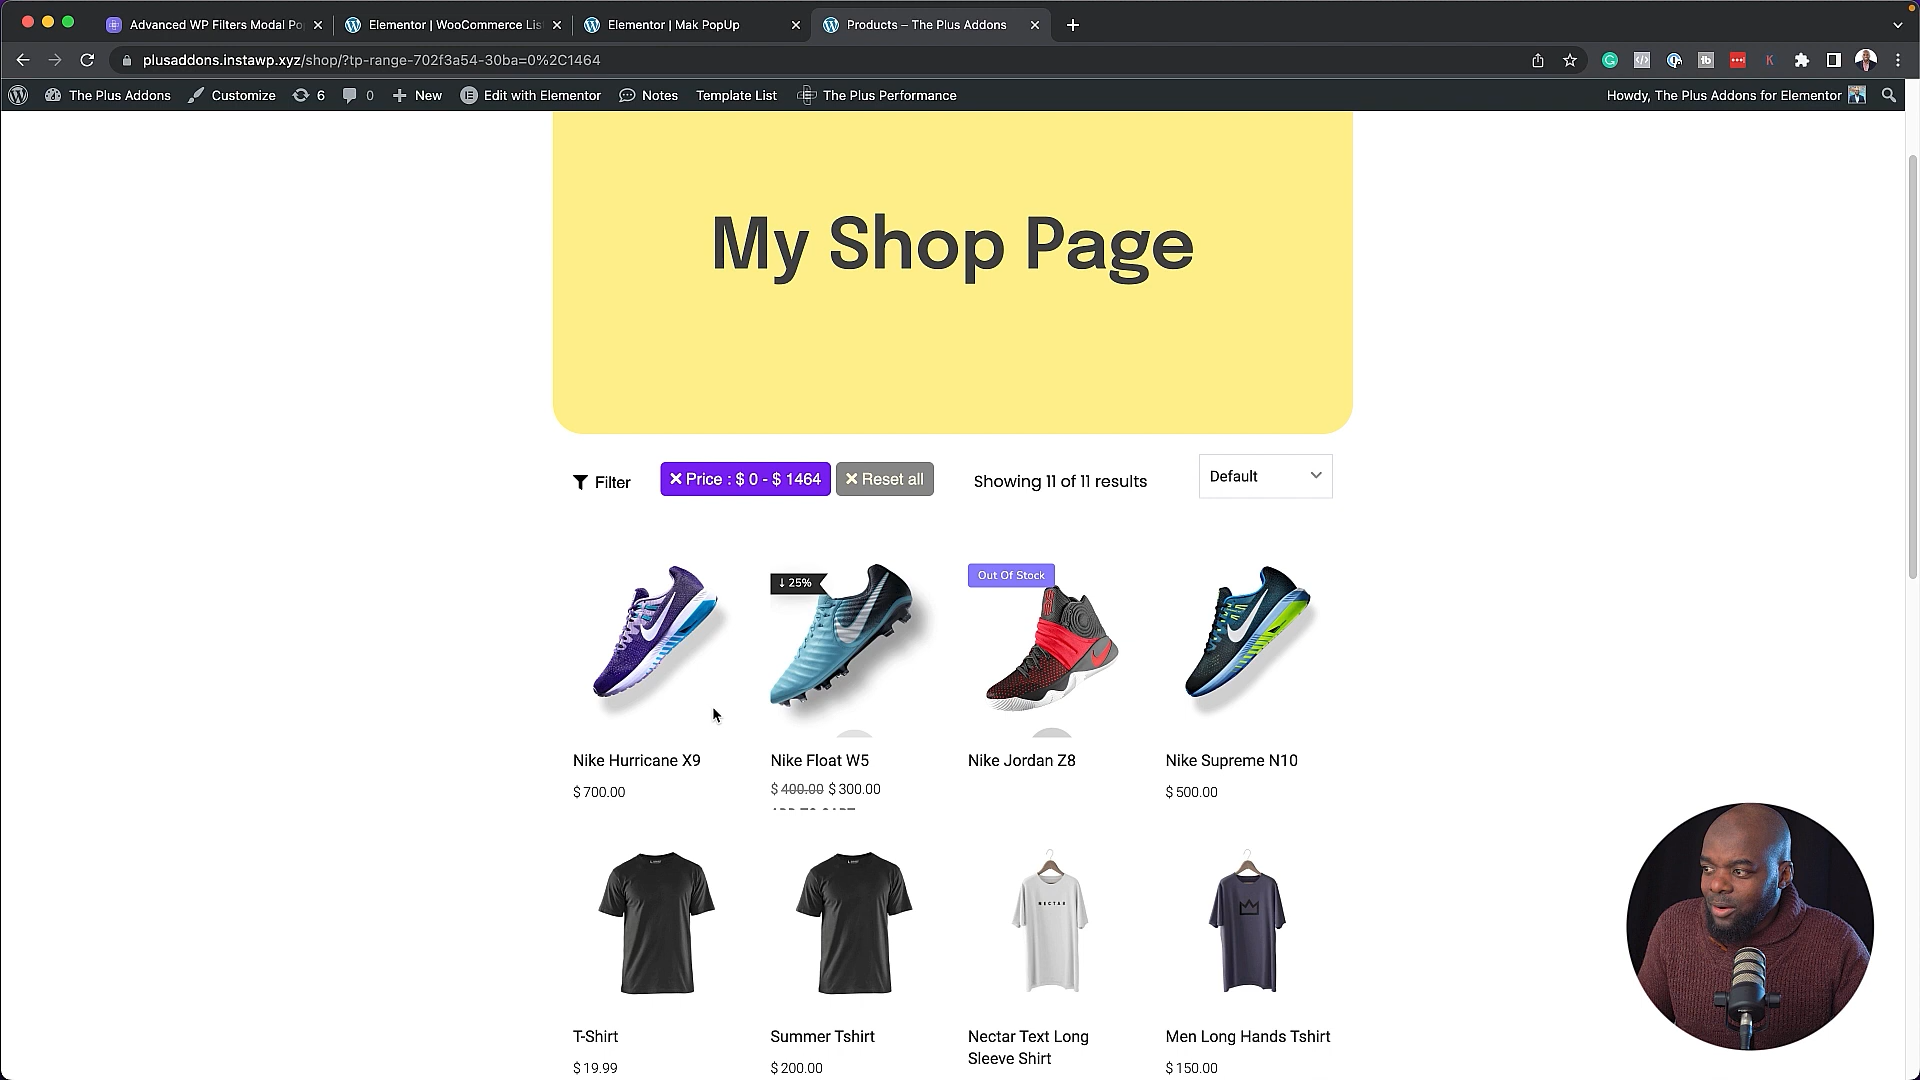 Advanced WP Filters Modal Po
Elementor | WooCommerce Lis
Elementor | Mak PopUp
Products – The Plus Addons
plusaddons.instawp.xyz/shop/?tp-range-702f3a54-30ba=0%2C1464
The Plus Addons
Customize
6
0
New
Edit with Elementor
Notes
Template List
The Plus Performance
Howdy, The Plus Addons for Elementor
My Shop Page
Filter
Price : $ 0 - $ 1464
Reset all
Showing 11 of 11 results
Default
↓ 25%
Out Of Stock
Nike Hurricane X9
Nike Float W5
Nike Jordan Z8
Nike Supreme N10
$ 700.00
$ 400.00 $ 300.00
$ 500.00
NECTAR
T-Shirt
Summer Tshirt
Nectar Text Long
Sleeve Shirt
Men Long Hands Tshirt
$ 19.99
$ 200.00
$ 150.00